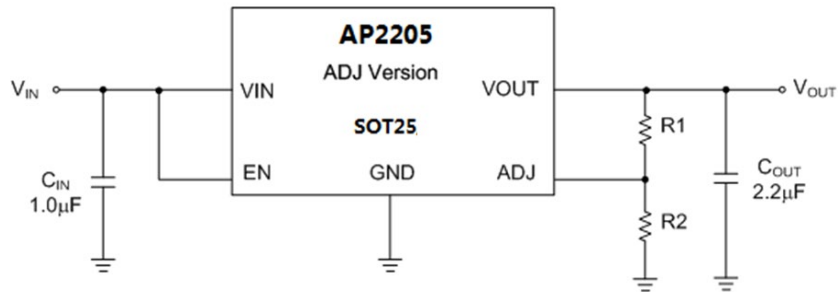 AP2205
ADJ Version
VIN
VIN
VOUT
VOUT
R1
SOT25
CIN
1.0μF
EN
GND
ADJ
COUT
2.2μF
R2